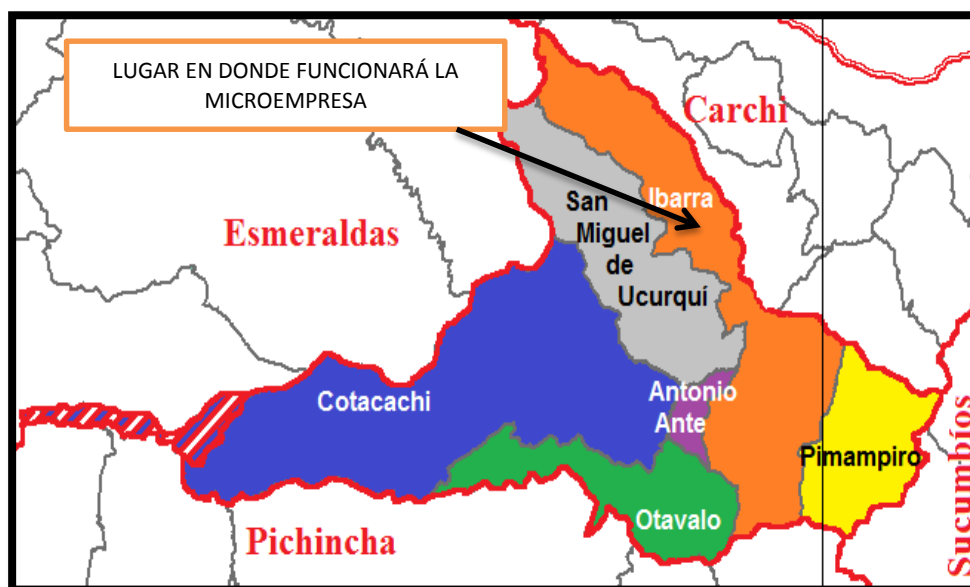 LUGAR EN DONDE FUNCIONARÁ LA
MICROEMPRESA
Carchi
Ibarra
San
Miguel
de
Ucurquí
Esmeraldas
Cotacachi
Antonio
Ante
Pimampiro
Sucumbíos
Otavalo
Pichincha